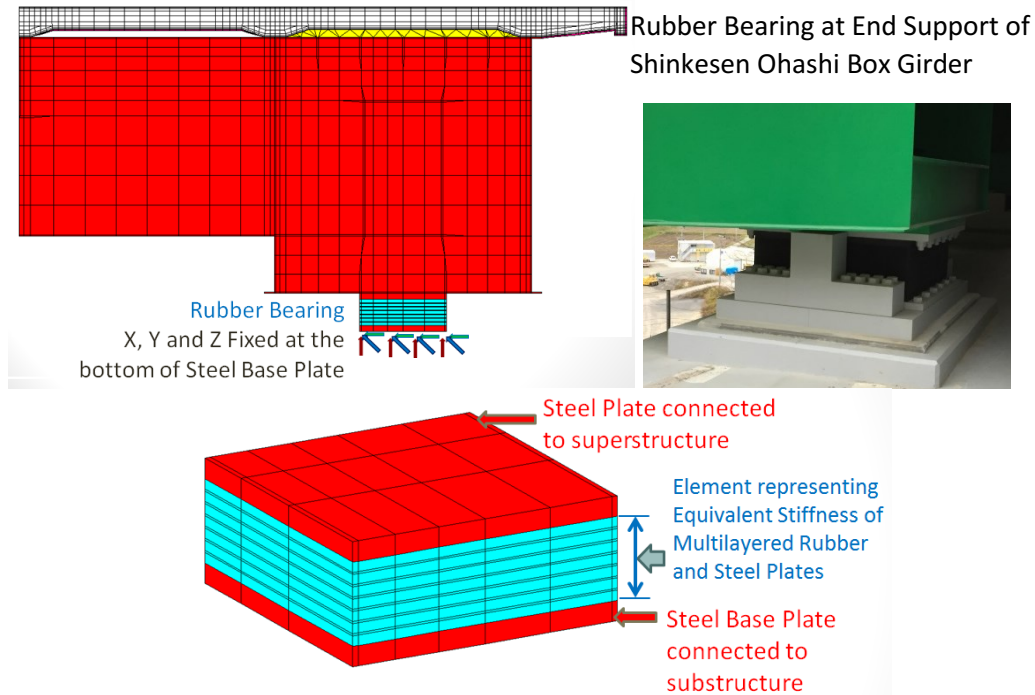 Rubber Bearing at End Support of
Shinkesen Ohashi Box Girder
Rubber Bearing
X, Y and Z Fixed at the
bottom of Steel Base Plate
Steel Plate connected
to superstructure
Element representing
Equivalent Stiffness of
Multilayered Rubber
and Steel Plates
Steel Base Plate
connected to
substructure